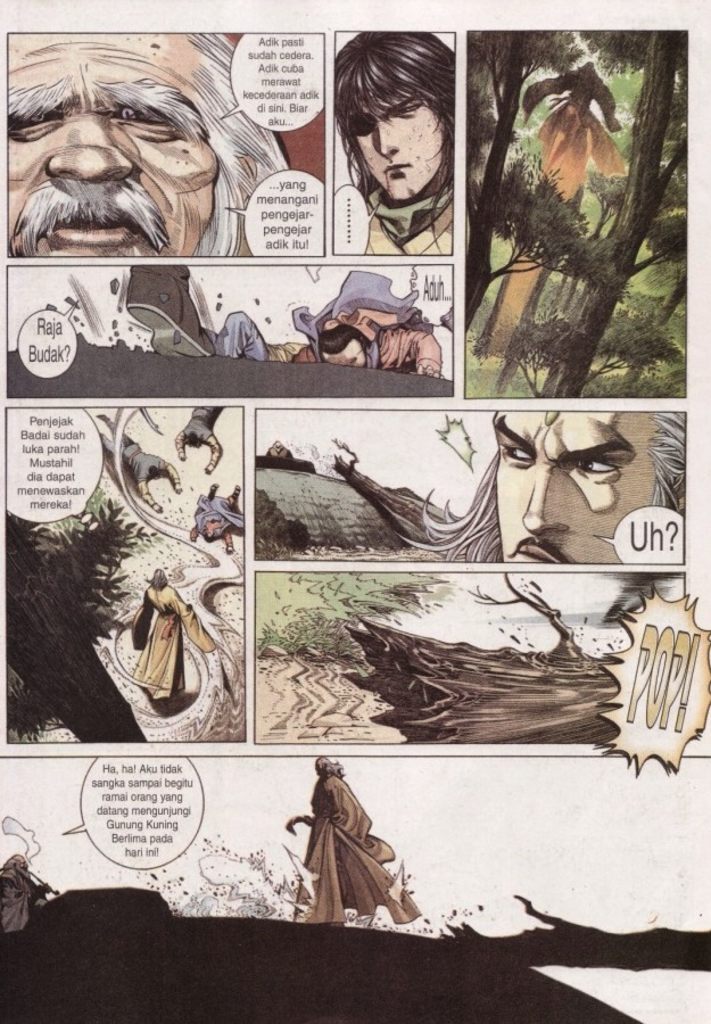 Adik pasti
sudah cedera.
Adik cuba
merawat
kecederaan adik
di sini. Biar
aku...
...yang
menangani
pengejar-
pengejar
adik itu!
........
Raja
Budak?
Aduh...
Penjejak
Badai sudah
luka parah!
Mustahil
dia dapat
menewaskan
mereka!
Uh?
POP!
Ha, ha! Aku tidak
sangka sampai begitu
ramai orang yang
datang mengunjungi
Gunung Kuning
Berlima pada
hari ini!